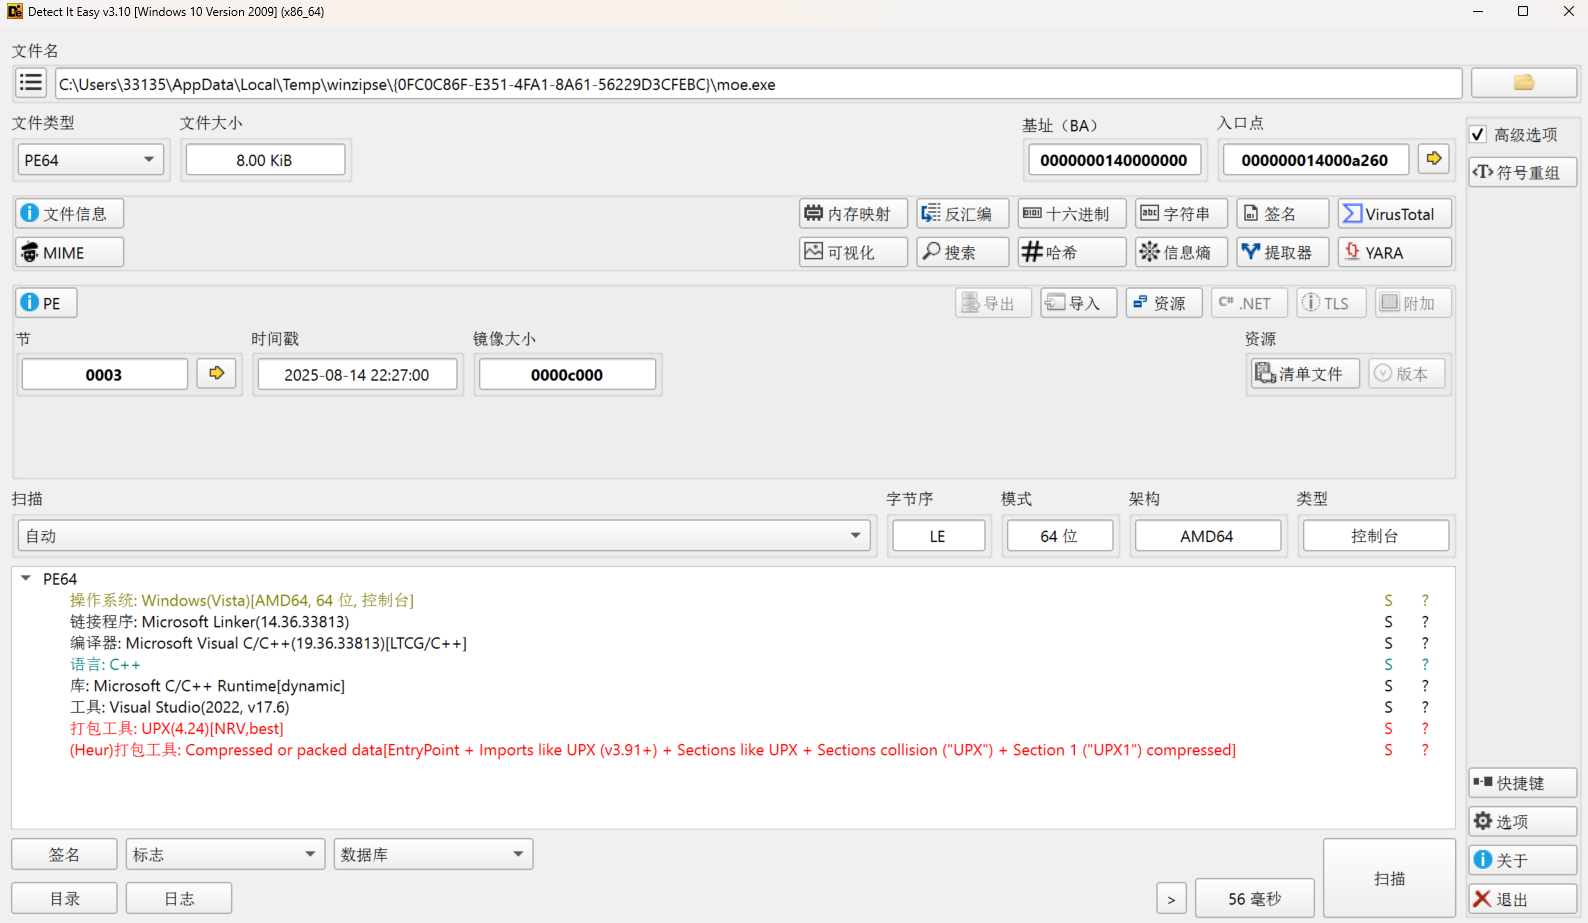 Detect It Easy v3.10 [Windows 10 Version 2009] (x86_64)
文件名
C:\Users\33135\AppData\Local\Temp\winzipse\{0FC0C86F-E351-4FA1-8A61-56229D3CFEBC}\moe.exe
文件类型 文件大小 基址（BA） 入口点
PE64 8.00 KiB 0000000140000000 000000014000a260
高级选项
符号重组
文件信息 内存映射 反汇编 十六进制 字符串 签名 VirusTotal
MIME 可视化 搜索 哈希 信息熵 提取器 YARA
PE 导出 导入 资源 C# .NET TLS 附加
节 时间戳 镜像大小 资源
0003 2025-08-14 22:27:00 0000c000 清单文件 版本
扫描 字节序 模式 架构 类型
自动 LE 64 位 AMD64 控制台
PE64
操作系统: Windows(Vista)[AMD64, 64 位, 控制台] S ?
链接程序: Microsoft Linker(14.36.33813) S ?
编译器: Microsoft Visual C/C++(19.36.33813)[LTCG/C++] S ?
语言: C++ S ?
库: Microsoft C/C++ Runtime[dynamic] S ?
工具: Visual Studio(2022, v17.6) S ?
打包工具: UPX(4.24)[NRV,best] S ?
(Heur)打包工具: Compressed or packed data[EntryPoint + Imports like UPX (v3.91+) + Sections like UPX + Sections collision ("UPX") + Section 1 ("UPX1") compressed] S ?
快捷键
选项
关于
退出
签名 标志 数据库
目录 日志 > 56 毫秒 扫描